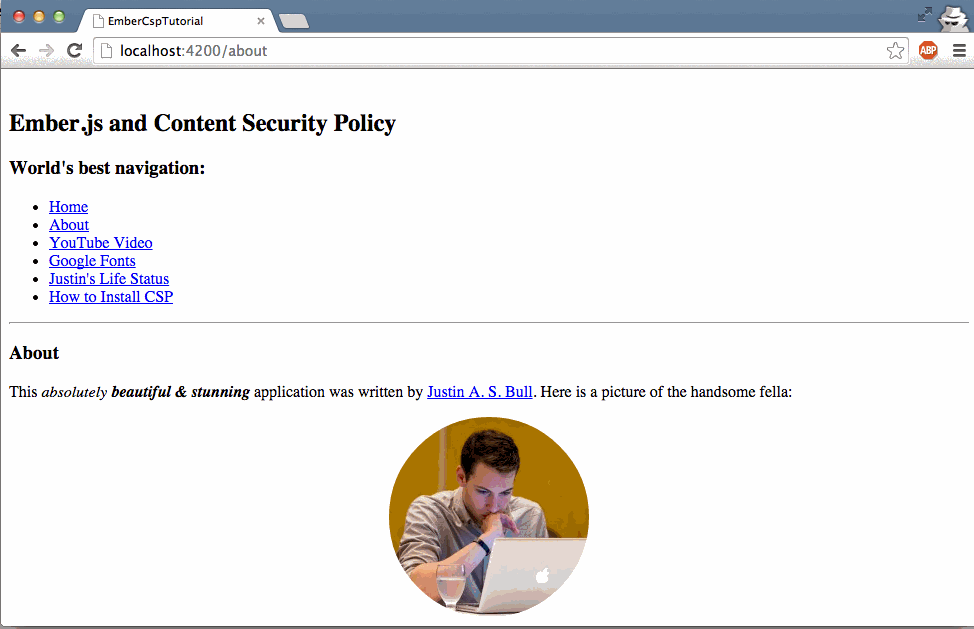 EmberCspTutorial
localhost:4200/about
ABP
Ember.js and Content Security Policy
World's best navigation:
Home
About
YouTube Video
Google Fonts
Justin's Life Status
How to Install CSP
About
This absolutely beautiful & stunning application was written by Justin A. S. Bull. Here is a picture of the handsome fella: